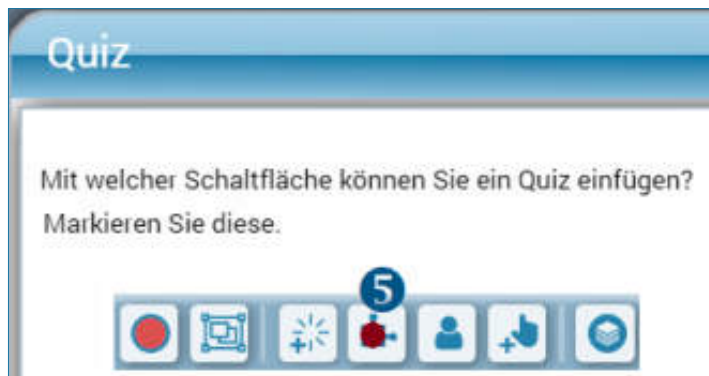 Quiz
Mit welcher Schaltfläche können Sie ein Quiz einfügen?
Markieren Sie diese.
5